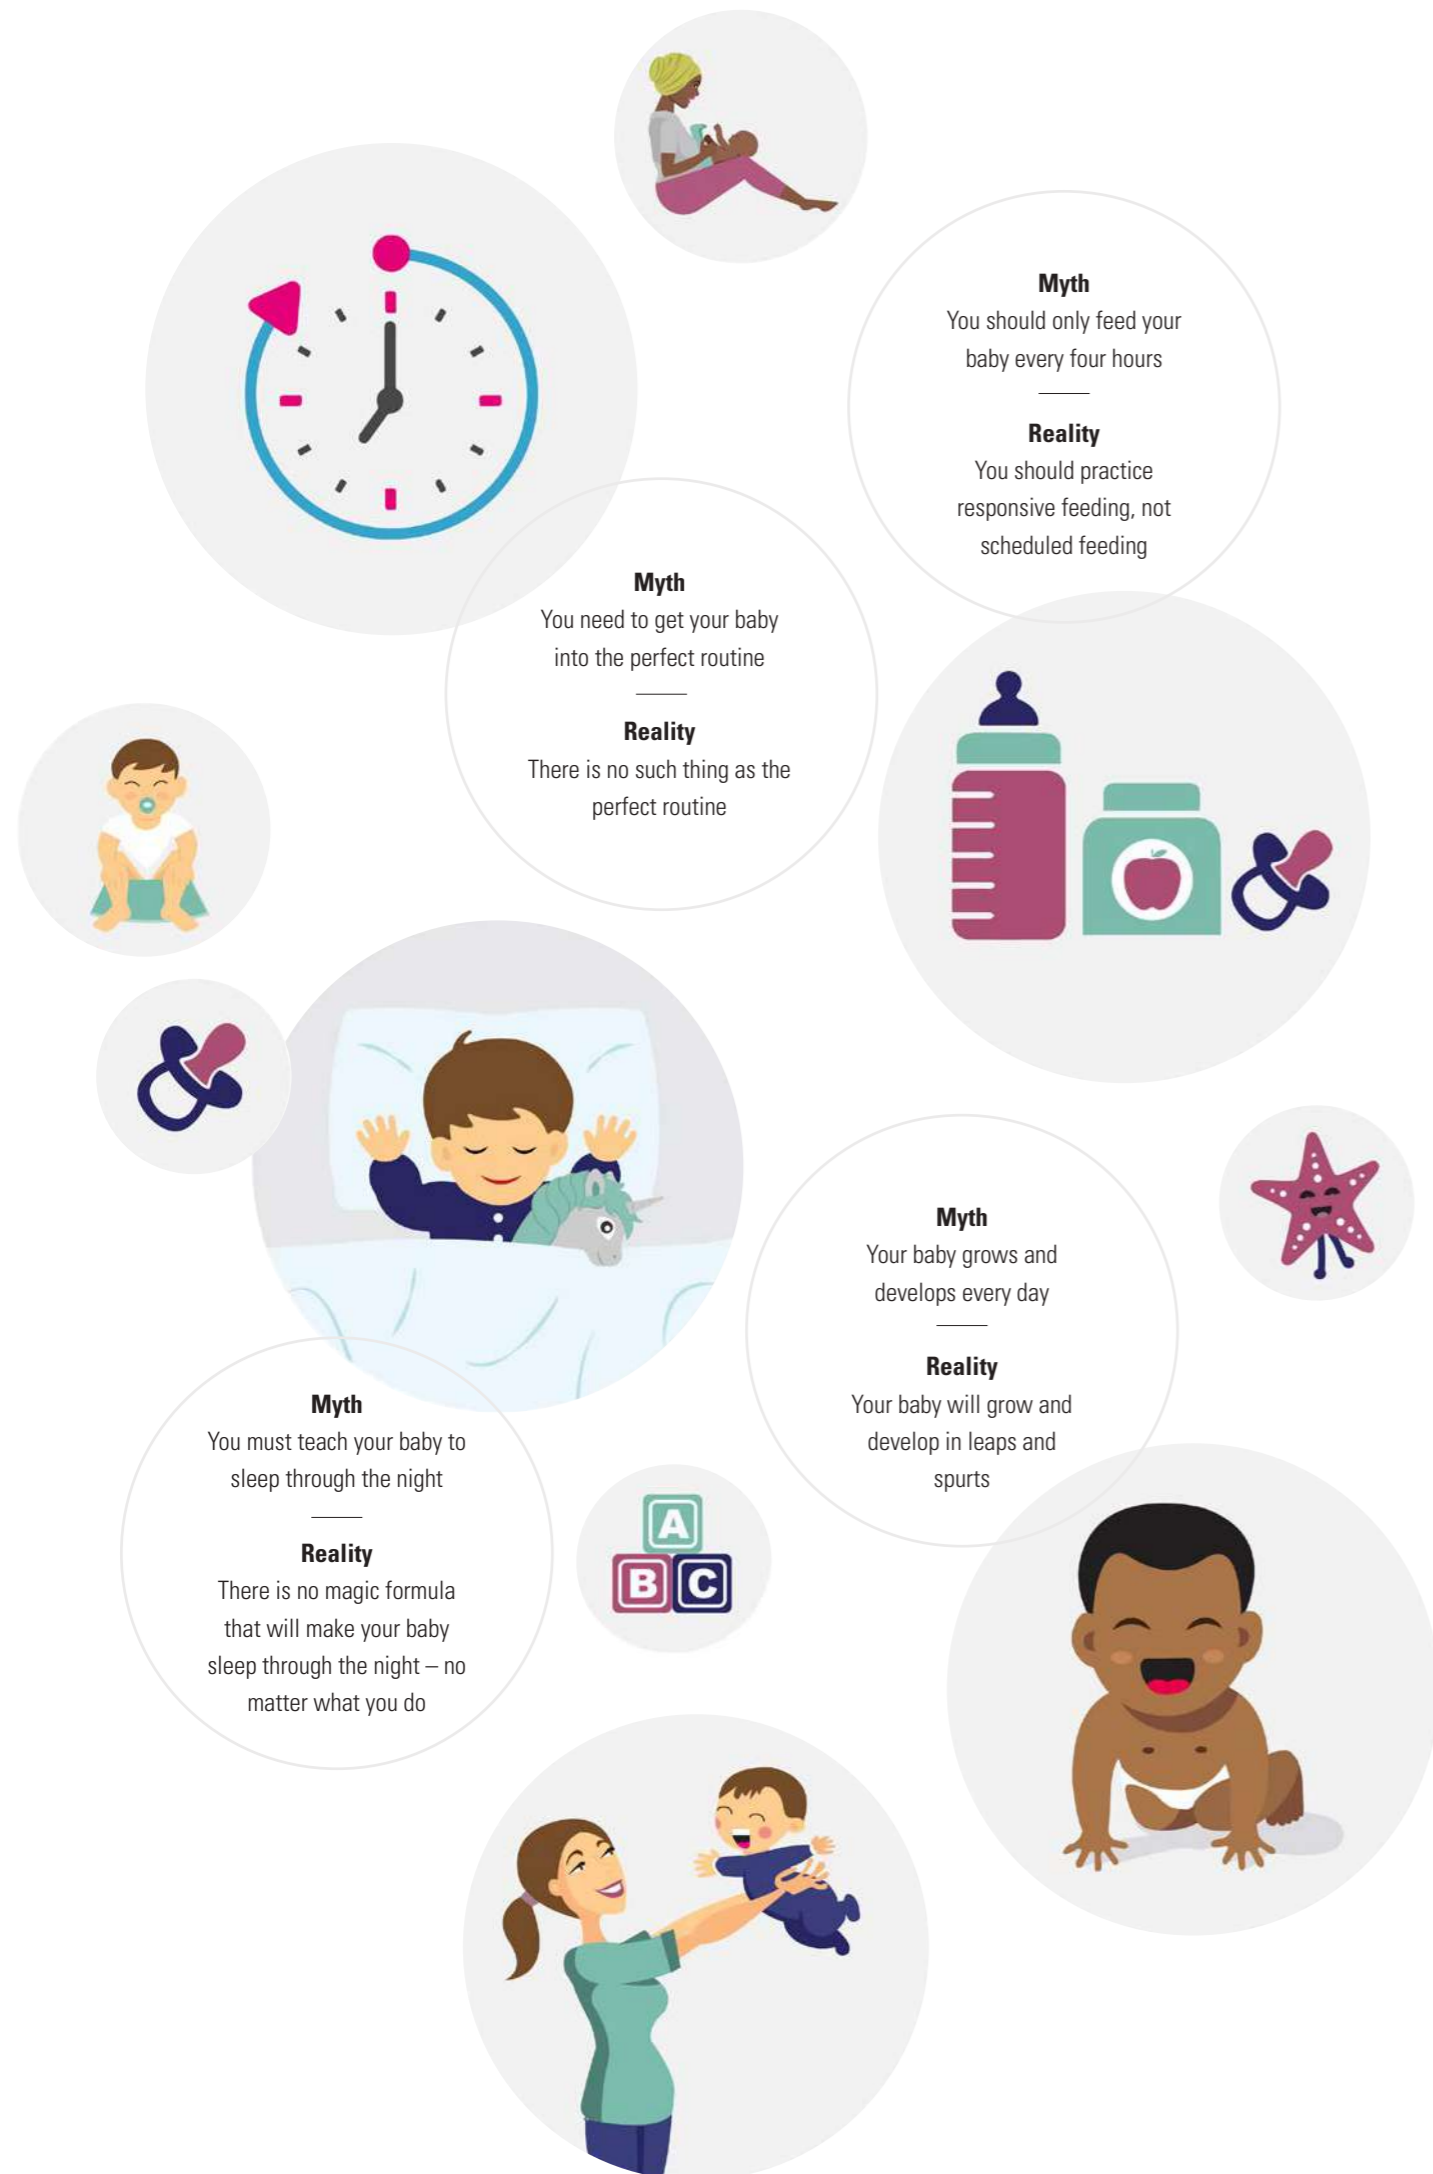 Myth
You should only feed your
baby every four hours
Reality
You should practice
responsive feeding, not
scheduled feeding
Myth
You need to get your baby
into the perfect routine
Reality
There is no such thing as the
perfect routine
Myth
Your baby grows and
develops every day
Reality
Your baby will grow and
develop in leaps and
spurts
Myth
You must teach your baby to
sleep through the night
Reality
There is no magic formula
that will make your baby
sleep through the night – no
matter what you do
A
B C